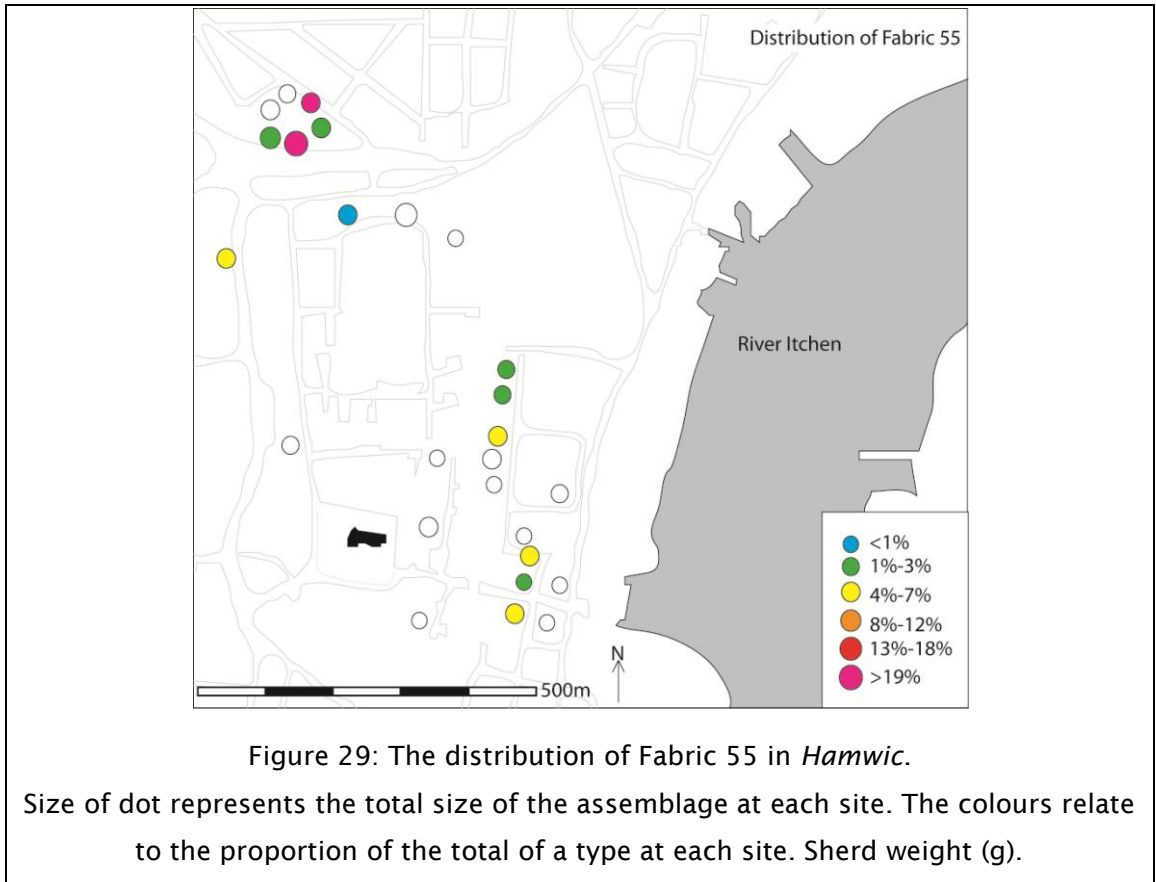 Distribution of Fabric 55
River Itchen
<1%
1%-3%
4%-7%
8%-12%
13%-18%
>19%
N
500m
Figure 29: The distribution of Fabric 55 in Hamwic.
Size of dot represents the total size of the assemblage at each site. The colours relate
to the proportion of the total of a type at each site. Sherd weight (g).